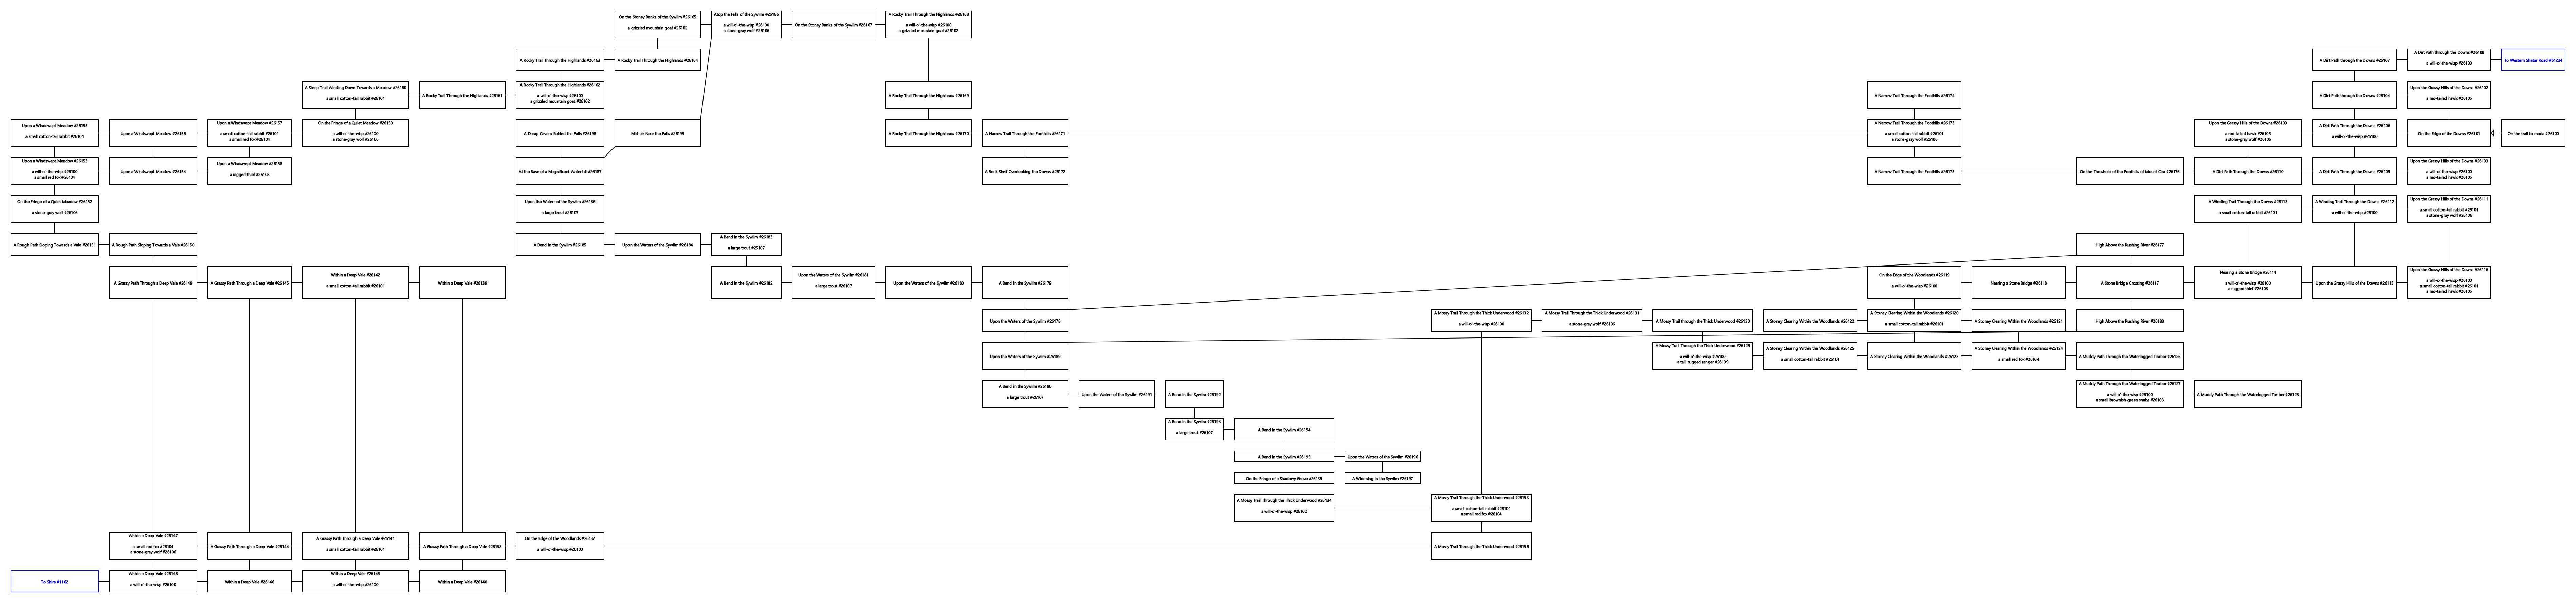 On the Stoney Banks of the Sywilm #26165
a grizzled mountain goat #26102
Atop the Falls of the Sywilm #26166
a will-o'-the-wisp #26100
a stone-gray wolf #26106
On the Stoney Banks of the Sywilm #26167
A Rocky Trail Through the Highlands #26168
a will-o'-the-wisp #26100
a grizzled mountain goat #26102
A Rocky Trail Through the Highlands #26163
A Rocky Trail Through the Highlands #26164
A Dirt Path through the Downs #26107
A Dirt Path through the Downs #26108
a will-o'-the-wisp #26100
To Western Shatar Road #51234
A Steep Trail Winding Down Towards a Meadow #26160
a small cotton-tail rabbit #26101
A Rocky Trail Through the Highlands #26161
A Rocky Trail Through the Highlands #26162
a will-o'-the-wisp #26100
a grizzled mountain goat #26102
A Rocky Trail Through the Highlands #26169
A Narrow Trail Through the Foothills #26174
A Dirt Path through the Downs #26104
Upon the Grassy Hills of the Downs #26102
a red-tailed hawk #26105
Upon a Windswept Meadow #26155
a small cotton-tail rabbit #26101
Upon a Windswept Meadow #26156
Upon a Windswept Meadow #26157
a small cotton-tail rabbit #26101
a small red fox #26104
On the Fringe of a Quiet Meadow #26159
a will-o'-the-wisp #26100
a stone-gray wolf #26106
A Damp Cavern Behind the Falls #26198
Mid-air Near the Falls #26199
A Rocky Trail Through the Highlands #26170
A Narrow Trail Through the Foothills #26171
A Narrow Trail Through the Foothills #26173
a small cotton-tail rabbit #26101
a stone-gray wolf #26106
Upon the Grassy Hills of the Downs #26109
a red-tailed hawk #26105
a stone-gray wolf #26106
A Dirt Path Through the Downs #26106
a will-o'-the-wisp #26100
On the Edge of the Downs #26101
On the trail to moria #26100
Upon a Windswept Meadow #26153
a will-o'-the-wisp #26100
a small red fox #26104
Upon a Windswept Meadow #26154
Upon a Windswept Meadow #26158
a ragged thief #26108
At the Base of a Magnificent Waterfall #26187
A Rock Shelf Overlooking the Downs #26172
A Narrow Trail Through the Foothills #26175
On the Threshold of the Foothills of Mount Cim #26176
A Dirt Path Through the Downs #26110
A Dirt Path Through the Downs #26105
Upon the Grassy Hills of the Downs #26103
a will-o'-the-wisp #26100
a red-tailed hawk #26105
On the Fringe of a Quiet Meadow #26152
a stone-gray wolf #26106
Upon the Waters of the Sywilm #26186
a large trout #26107
A Winding Trail Through the Downs #26113
a small cotton-tail rabbit #26101
A Winding Trail Through the Downs #26112
a will-o'-the-wisp #26100
Upon the Grassy Hills of the Downs #26111
a small cotton-tail rabbit #26101
a stone-gray wolf #26106
A Rough Path Sloping Towards a Vale #26151
A Rough Path Sloping Towards a Vale #26150
A Bend in the Sywilm #26185
Upon the Waters of the Sywilm #26184
A Bend in the Sywilm #26183
a large trout #26107
High Above the Rushing River #26177
A Grassy Path Through a Deep Vale #26149
A Grassy Path Through a Deep Vale #26145
Within a Deep Vale #26142
a small cotton-tail rabbit #26101
Within a Deep Vale #26139
A Bend in the Sywilm #26182
Upon the Waters of the Sywilm #26181
a large trout #26107
Upon the Waters of the Sywilm #26180
A Bend in the Sywilm #26179
On the Edge of the Woodlands #26119
a will-o'-the-wisp #26100
Nearing a Stone Bridge #26118
A Stone Bridge Crossing #26117
Nearing a Stone Bridge #26114
a will-o'-the-wisp #26100
a ragged thief #26108
Upon the Grassy Hills of the Downs #26115
Upon the Grassy Hills of the Downs #26116
a will-o'-the-wisp #26100
a small cotton-tail rabbit #26101
a red-tailed hawk #26105
Upon the Waters of the Sywilm #26178
A Mossy Trail Through the Thick Underwood #26132
a will-o'-the-wisp #26100
A Mossy Trail Through the Thick Underwood #26131
a stone-gray wolf #26106
A Mossy Trail through the Thick Underwood #26130
A Stoney Clearing Within the Woodlands #26122
A Stoney Clearing Within the Woodlands #26120
a small cotton-tail rabbit #26101
A Stoney Clearing Within the Woodlands #26121
High Above the Rushing River #26188
Upon the Waters of the Sywilm #26189
A Mossy Trail Through the Thick Underwood #26129
a will-o'-the-wisp #26100
a tall, rugged ranger #26109
A Stoney Clearing Within the Woodlands #26125
a small cotton-tail rabbit #26101
A Stoney Clearing Within the Woodlands #26123
A Stoney Clearing Within the Woodlands #26124
a small red fox #26104
A Muddy Path Through the Waterlogged Timber #26126
A Bend in the Sywilm #26190
a large trout #26107
Upon the Waters of the Sywilm #26191
A Bend in the Sywilm #26192
A Muddy Path Through the Waterlogged Timber #26127
a will-o'-the-wisp #26100
a small brownish-green snake #26103
A Muddy Path Through the Waterlogged Timber #26128
A Bend in the Sywilm #26193
a large trout #26107
A Bend in the Sywilm #26194
A Bend in the Sywilm #26195
Upon the Waters of the Sywilm #26196
On the Fringe of a Shadowy Grove #26135
A Widening in the Sywilm #26197
A Mossy Trail Through the Thick Underwood #26134
a will-o'-the-wisp #26100
A Mossy Trail Through the Thick Underwood #26133
a small cotton-tail rabbit #26101
a small red fox #26104
Within a Deep Vale #26147
a small red fox #26104
a stone-gray wolf #26106
A Grassy Path Through a Deep Vale #26144
A Grassy Path Through a Deep Vale #26141
a small cotton-tail rabbit #26101
A Grassy Path Through a Deep Vale #26138
On the Edge of the Woodlands #26137
a will-o'-the-wisp #26100
A Mossy Trail Through the Thick Underwood #26136
To Shire #1162
Within a Deep Vale #26148
a will-o'-the-wisp #26100
Within a Deep Vale #26146
Within a Deep Vale #26143
a will-o'-the-wisp #26100
Within a Deep Vale #26140